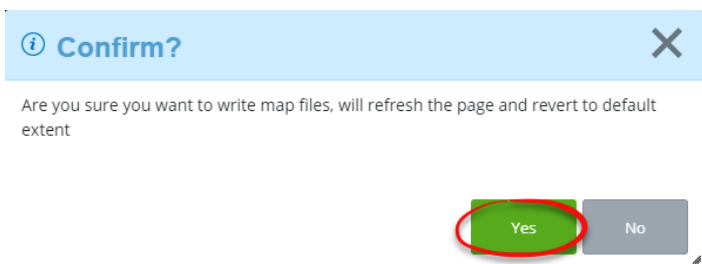 Confirm?
Are you sure you want to write map files, will refresh the page and revert to default
extent
Yes
No